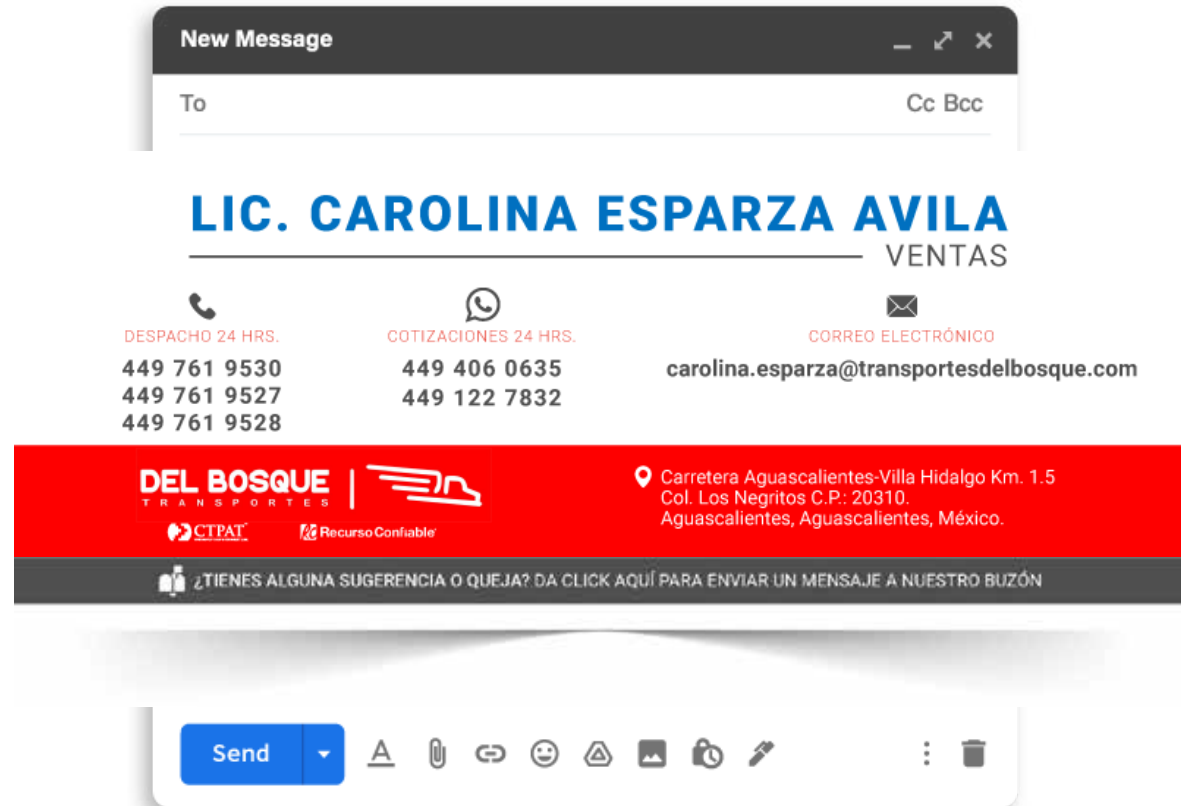 New Message
To Cc Bcc
LIC. CAROLINA ESPARZA AVILA
VENTAS
DESPACHO 24 HRS.
449 761 9530
449 761 9527
449 761 9528
COTIZACIONES 24 HRS.
449 406 0635
449 122 7832
CORREO ELECTRÓNICO
carolina.esparza@transportesdelbosque.com
DEL BOSQUE
TRANSPORTES
CTPAT
Recurso Confiable
Carretera Aguascalientes-Villa Hidalgo Km. 1.5
Col. Los Negritos C.P.: 20310.
Aguascalientes, Aguascalientes, México.
¿TIENES ALGUNA SUGERENCIA O QUEJA? DA CLICK AQUÍ PARA ENVIAR UN MENSAJE A NUESTRO BUZÓN
Send